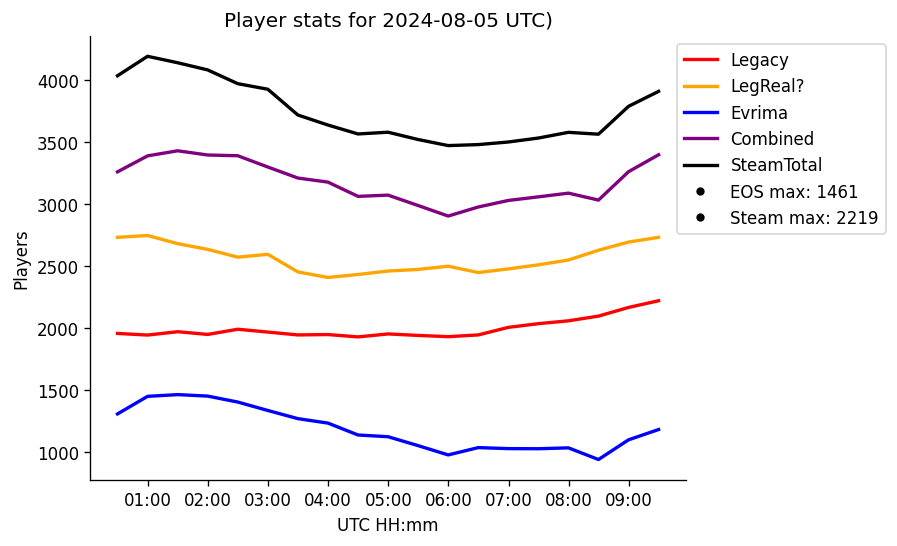 Player stats for 2024-08-05 UTC)
Legacy
LegReal?
Evrima
Combined
SteamTotal
EOS max: 1461
Steam max: 2219
Players
4000
3500
3000
2500
2000
1500
1000
01:00 02:00 03:00 04:00 05:00 06:00 07:00 08:00 09:00
UTC HH:mm